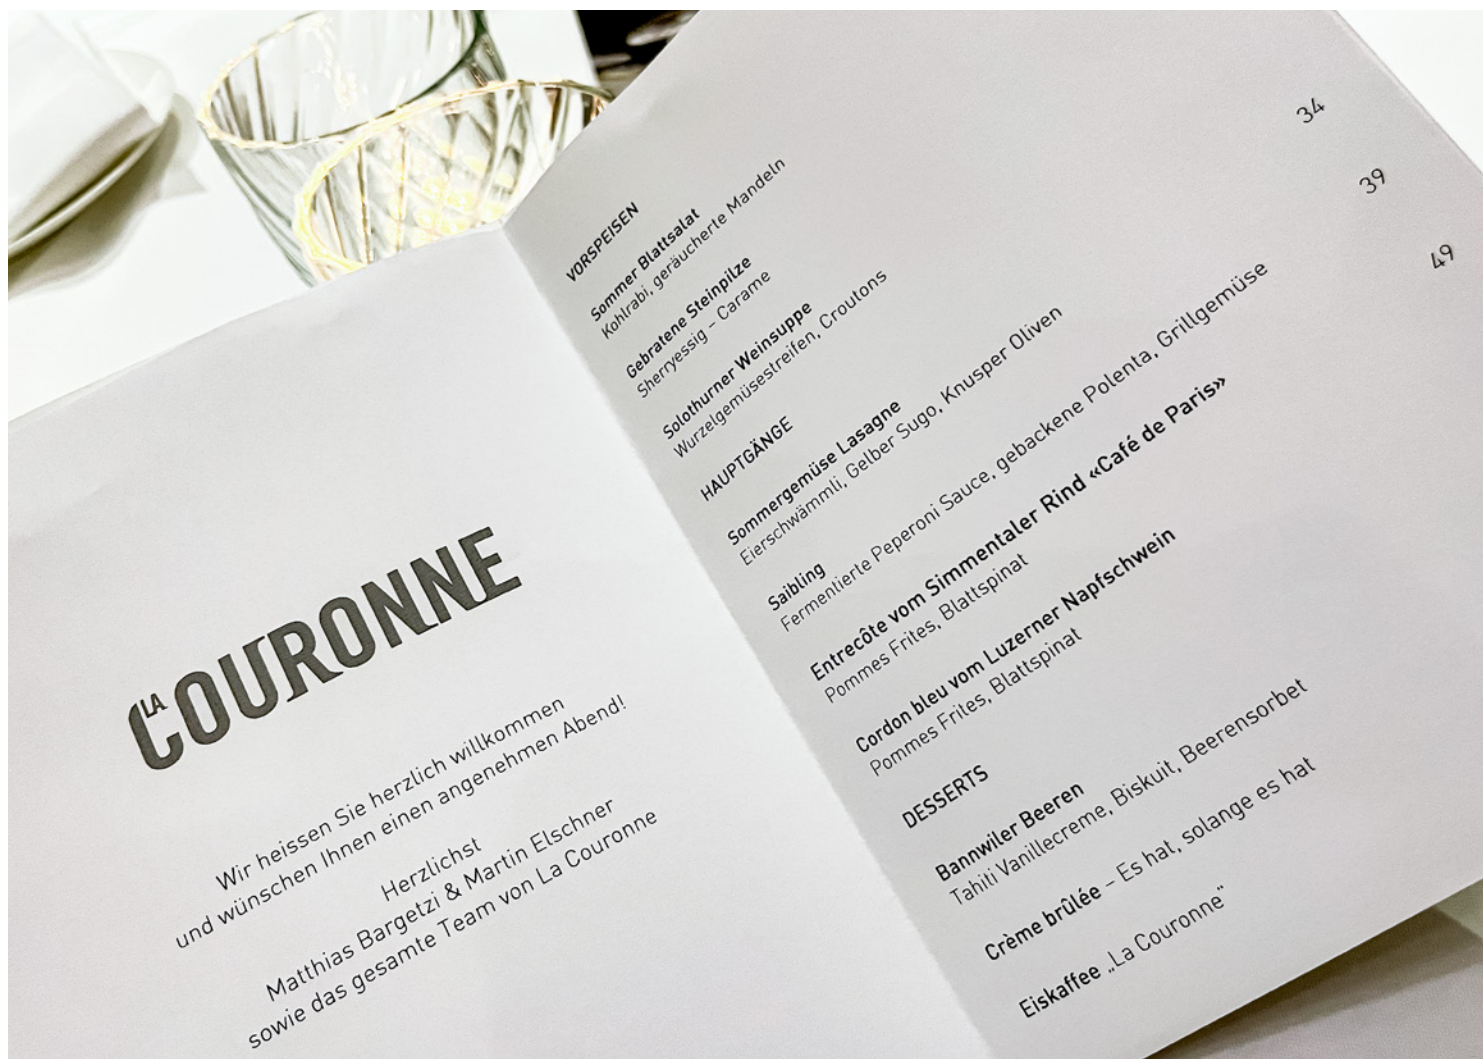 LA
COURONNE
Wir heissen Sie herzlich willkommen
und wünschen Ihnen einen angenehmen Abend!
Herzlichst
Matthias Bargetzi & Martin Elschner
sowie das gesamte Team von La Couronne
VORSPEISEN
Sommer Blattsalat
Kohlrabi, geräucherte Mandeln
Gebratene Steinpilze
Sherryessig – Carame
Solothurner Weinsuppe
Wurzelgemüsestreifen, Croutons
HAUPTGÄNGE
Sommergemüse Lasagne 34
Eierschwämmli, Gelber Sugo, Knusper Oliven
Saibling 39
Fermentierte Peperoni Sauce, gebackene Polenta, Grillgemüse
Entrecôte vom Simmentaler Rind «Café de Paris» 49
Pommes Frites, Blattspinat
Cordon bleu vom Luzerner Napfschwein
Pommes Frites, Blattspinat
DESSERTS
Bannwiler Beeren
Tahiti Vanillecreme, Biskuit, Beerensorbet
Crème brûlée – Es hat, solange es hat
Eiskaffee „La Couronne“